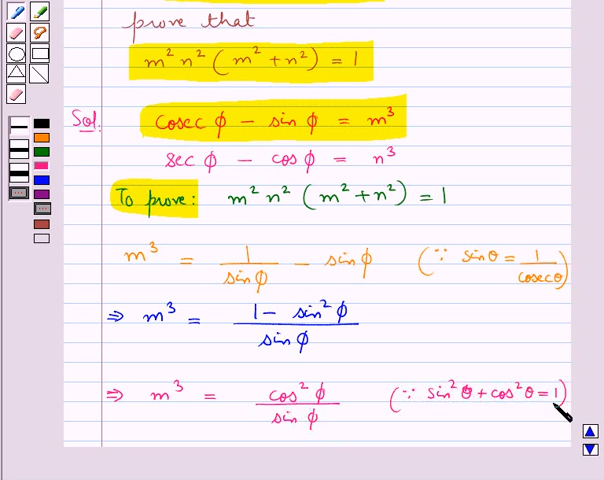 prove that
m² n² ( m² + n² ) = 1
Sol. cosec ϕ − sin ϕ = m³
sec ϕ − cos ϕ = n³
To prove: m² n² ( m² + n² ) = 1
m³ = 1/sin ϕ − sin ϕ (∵ sin θ = 1/cosec θ)
⇒ m³ = (1 − sin² ϕ)/sin ϕ
⇒ m³ = cos² ϕ/sin ϕ (∵ sin² θ + cos² θ = 1)